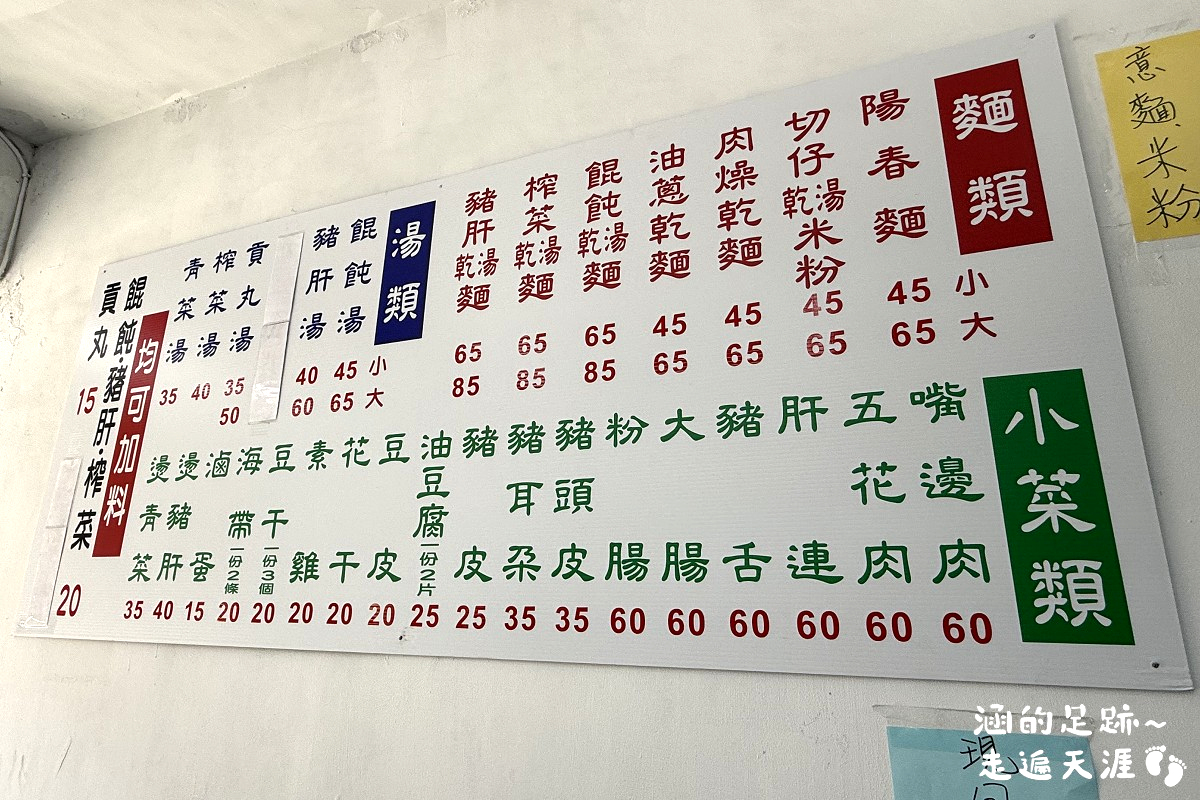 意麵、米粉
麵類
小 大
陽春麵 45 65
切仔乾湯米粉 45 65
肉燥乾麵 45 65
油蔥乾麵 45 65
餛飩乾湯麵 65 85
榨菜乾湯麵 65 85
豬肝乾湯麵 65 85
湯類
小 大
餛飩湯 45 65
豬肝湯 40 60
貢丸湯 35 50
榨菜湯 40
青菜湯 35
均可加料
餛飩·豬肝·榨菜 20
貢丸 15
小菜類
嘴邊肉 60
五花肉 60
肝連 60
豬舌 60
大腸 60
粉腸 60
豬頭皮 35
豬耳朵 35
豬皮 25
油豆腐一份2片 25
豆皮 20
花干 20
素雞 20
豆干一份3個 20
海帶一份2條 20
滷蛋 15
燙豬肝 40
燙青菜 35
現
涵的足跡~
走遍天涯